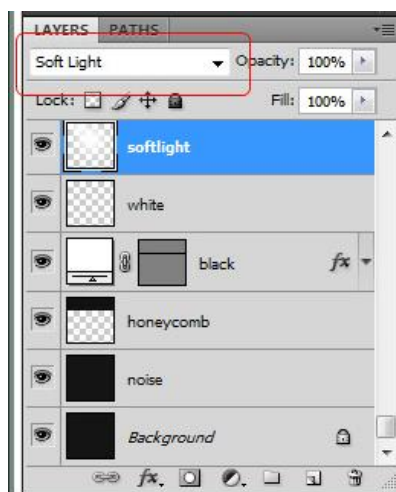 LAYERS PATHS
Soft Light Opacity: 100%
Lock: Fill: 100%
softlight
white
black fx
honeycomb
noise
Background
fx.